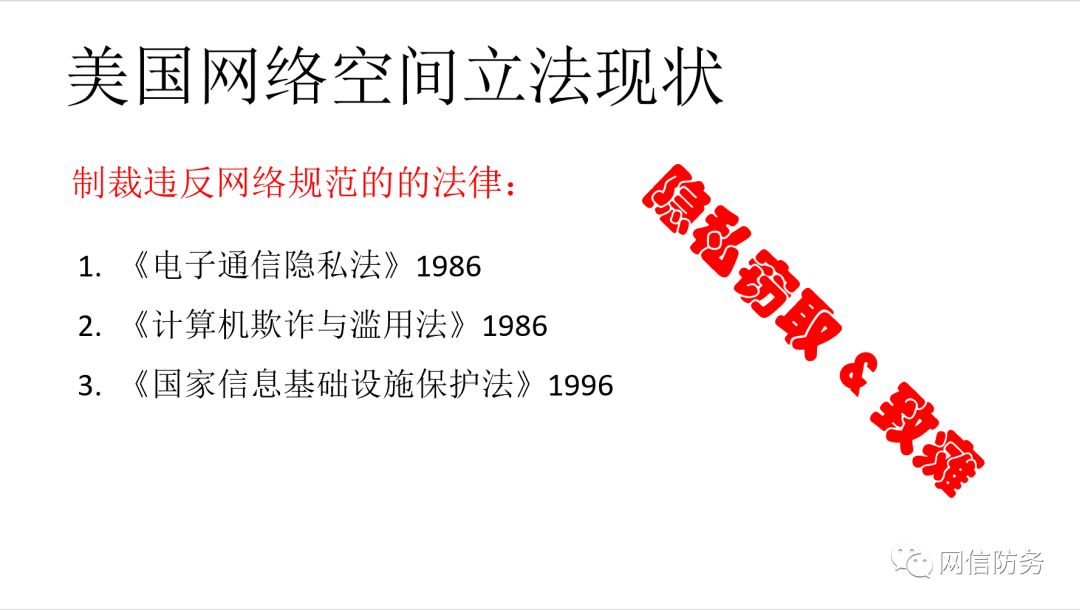 美国网络空间立法现状
制裁违反网络规范的的法律：
1. 《电子通信隐私法》1986
2. 《计算机欺诈与滥用法》1986
3. 《国家信息基础设施保护法》1996
隐私窃取 & 致瘫
网信防务